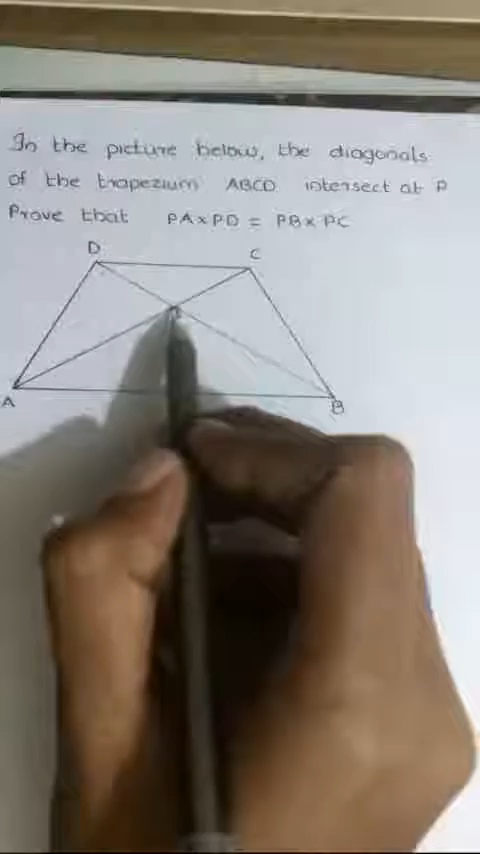 In the picture below, the diagonals
of the trapezium ABCD intersect at P
Prove that PA×PD = PB×PC
D C
A B